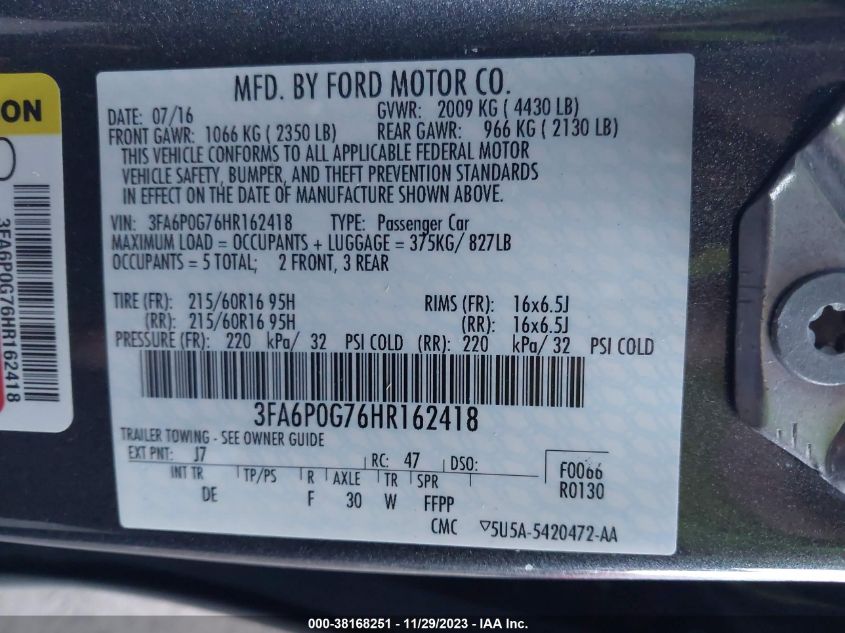 MFD. BY FORD MOTOR CO.
DATE: 07/16 GVWR: 2009 KG ( 4430 LB)
FRONT GAWR: 1066 KG ( 2350 LB) REAR GAWR: 966 KG ( 2130 LB)
THIS VEHICLE CONFORMS TO ALL APPLICABLE FEDERAL MOTOR
VEHICLE SAFETY, BUMPER, AND THEFT PREVENTION STANDARDS
IN EFFECT ON THE DATE OF MANUFACTURE SHOWN ABOVE.
VIN: 3FA6P0G76HR162418 TYPE: Passenger Car
MAXIMUM LOAD = OCCUPANTS + LUGGAGE = 375KG/ 827LB
OCCUPANTS = 5 TOTAL; 2 FRONT, 3 REAR
TIRE (FR): 215/60R16 95H RIMS (FR): 16x6.5J
(RR): 215/60R16 95H (RR): 16x6.5J
PRESSURE (FR): 220 kPa/ 32 PSI COLD (RR): 220 kPa/ 32 PSI COLD
3FA6P0G76HR162418
TRAILER TOWING - SEE OWNER GUIDE
EXT PNT: J7 RC: 47 DSO:
INT TR TP/PS R AXLE TR SPR
DE F 30 W FFPP
F0066
R0130
CMC ▽5U5A-5420472-AA
ON
3FA6P0G76HR162418
000-38168251 - 11/29/2023 - IAA Inc.